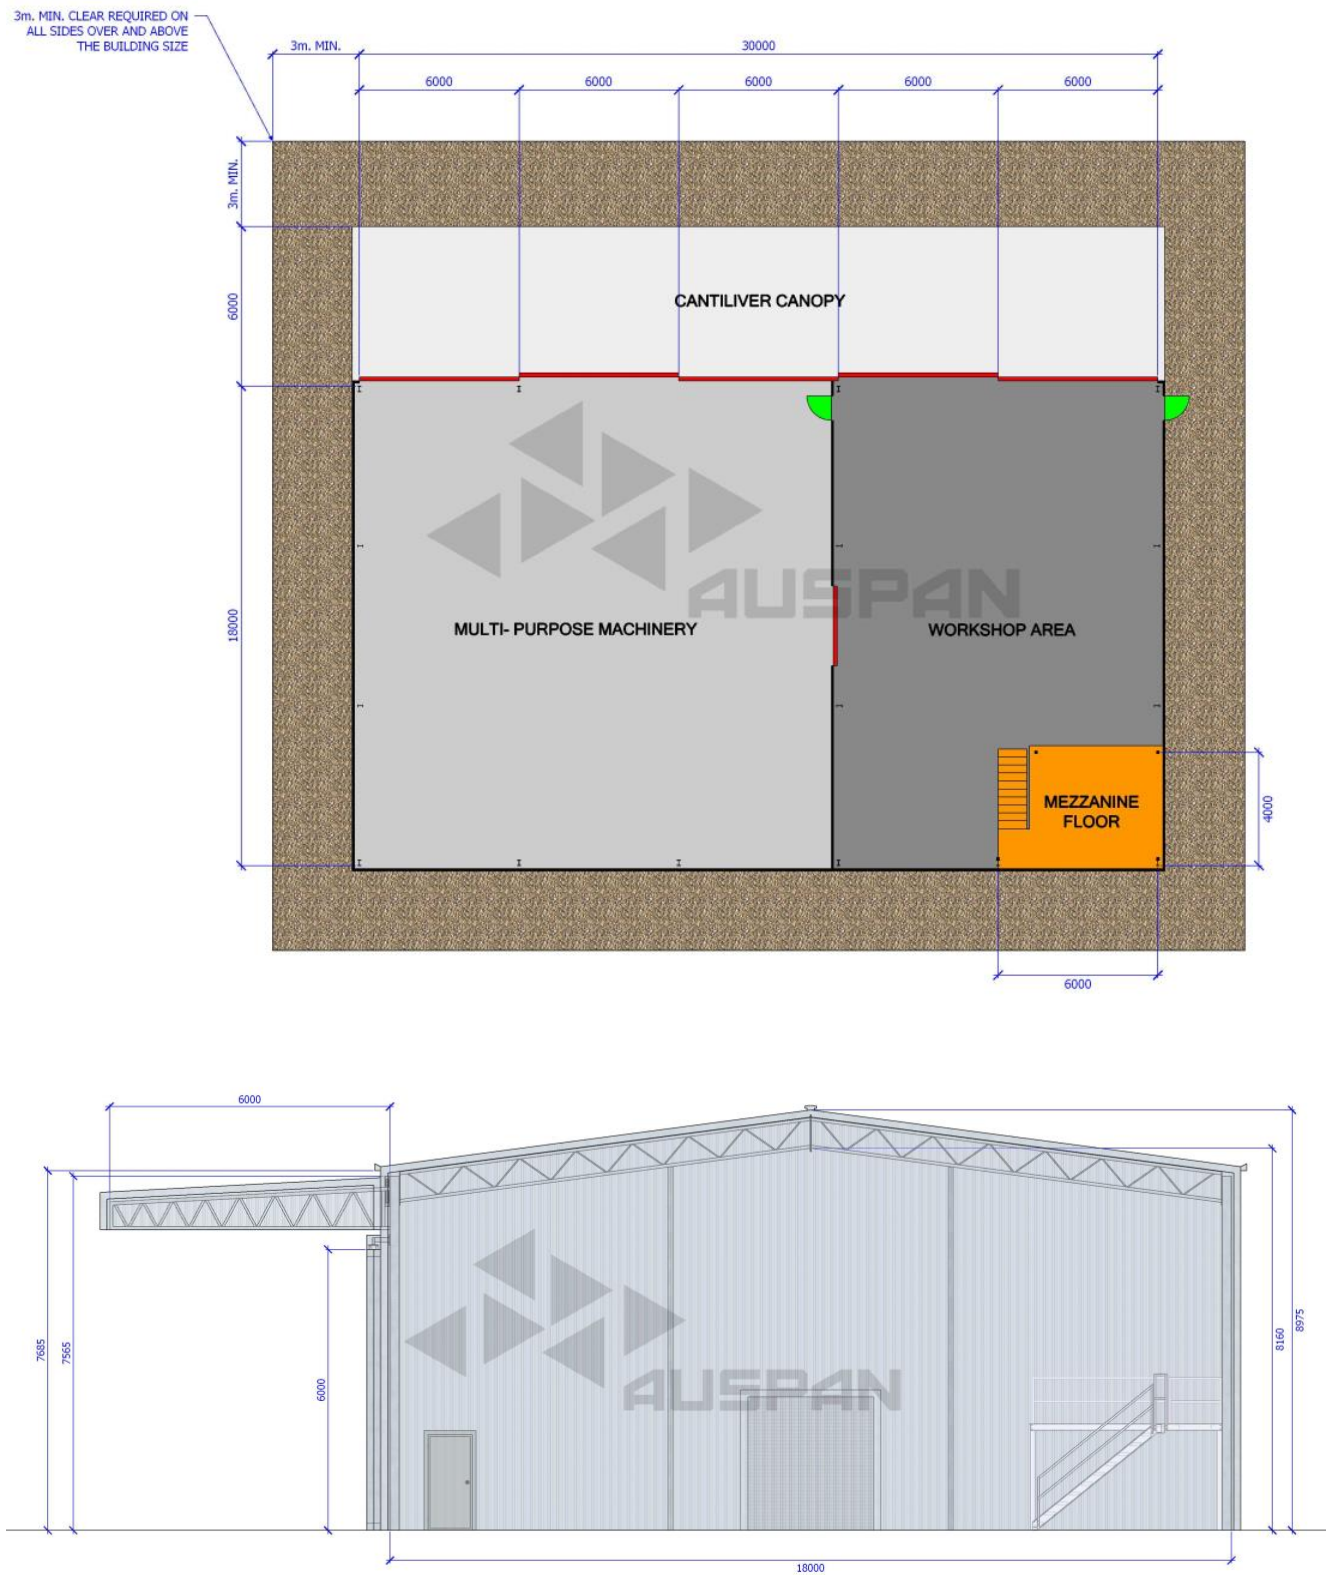 3m. MIN. CLEAR REQUIRED ON
ALL SIDES OVER AND ABOVE
THE BUILDING SIZE
3m. MIN.
30000
6000
6000
6000
6000
6000
3m. MIN.
6000
CANTILIVER CANOPY
18000
AUSPAN
MULTI- PURPOSE MACHINERY
WORKSHOP AREA
MEZZANINE
FLOOR
4000
6000
6000
7685
7565
6000
AUSPAN
8160
8975
18000